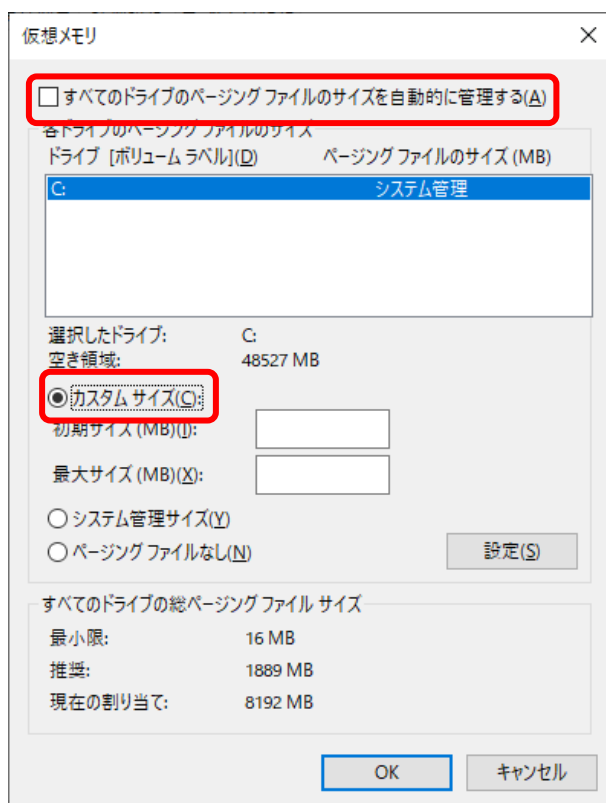 仮想メモリ
すべてのドライブのページング ファイルのサイズを自動的に管理する(A)
各ドライブのページング ファイルのサイズ
ドライブ [ボリューム ラベル](D) ページング ファイルのサイズ (MB)
C: システム管理
選択したドライブ: C:
空き領域: 48527 MB
カスタム サイズ(C):
初期サイズ (MB)(I):
最大サイズ (MB)(X):
システム管理サイズ(Y)
ページング ファイルなし(N) 設定(S)
すべてのドライブの総ページング ファイル サイズ
最小限: 16 MB
推奨: 1889 MB
現在の割り当て: 8192 MB
OK キャンセル